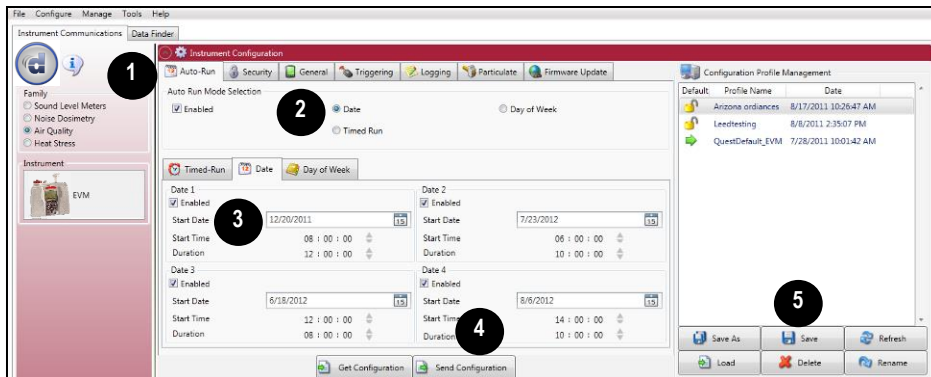 File Configure Manage Tools Help
Instrument Communications Data Finder
d i
1
Family
Sound Level Meters
Noise Dosimetry
Air Quality
Heat Stress
Instrument
EVM
Instrument Configuration
Auto-Run Security General Triggering Logging Particulate Firmware Update
Auto Run Mode Selection
Enabled 2 Date Day of Week
Timed Run
Timed-Run Date Day of Week
Date 1
Enabled
Start Date 3 12/20/2011 15
Start Time 08 : 00 : 00
Duration 12 : 00 : 00
Date 2
Enabled
Start Date 7/23/2012 15
Start Time 06 : 00 : 00
Duration 10 : 00 : 00
Date 3
Enabled
Start Date 6/18/2012 15
Start Time 12 : 00 : 00
Duration 08 : 00 : 00
Date 4
Enabled
Start Date 8/6/2012 15
Start Time 14 : 00 : 00
Duration 4 10 : 00 : 00
Get Configuration Send Configuration
Configuration Profile Management
Default Profile Name Date
Arizona ordiances 8/17/2011 10:26:47 AM
Leedtesting 8/8/2011 2:35:07 PM
QuestDefault_EVM 7/28/2011 10:01:42 AM
5
Save As Save Refresh
Load Delete Rename